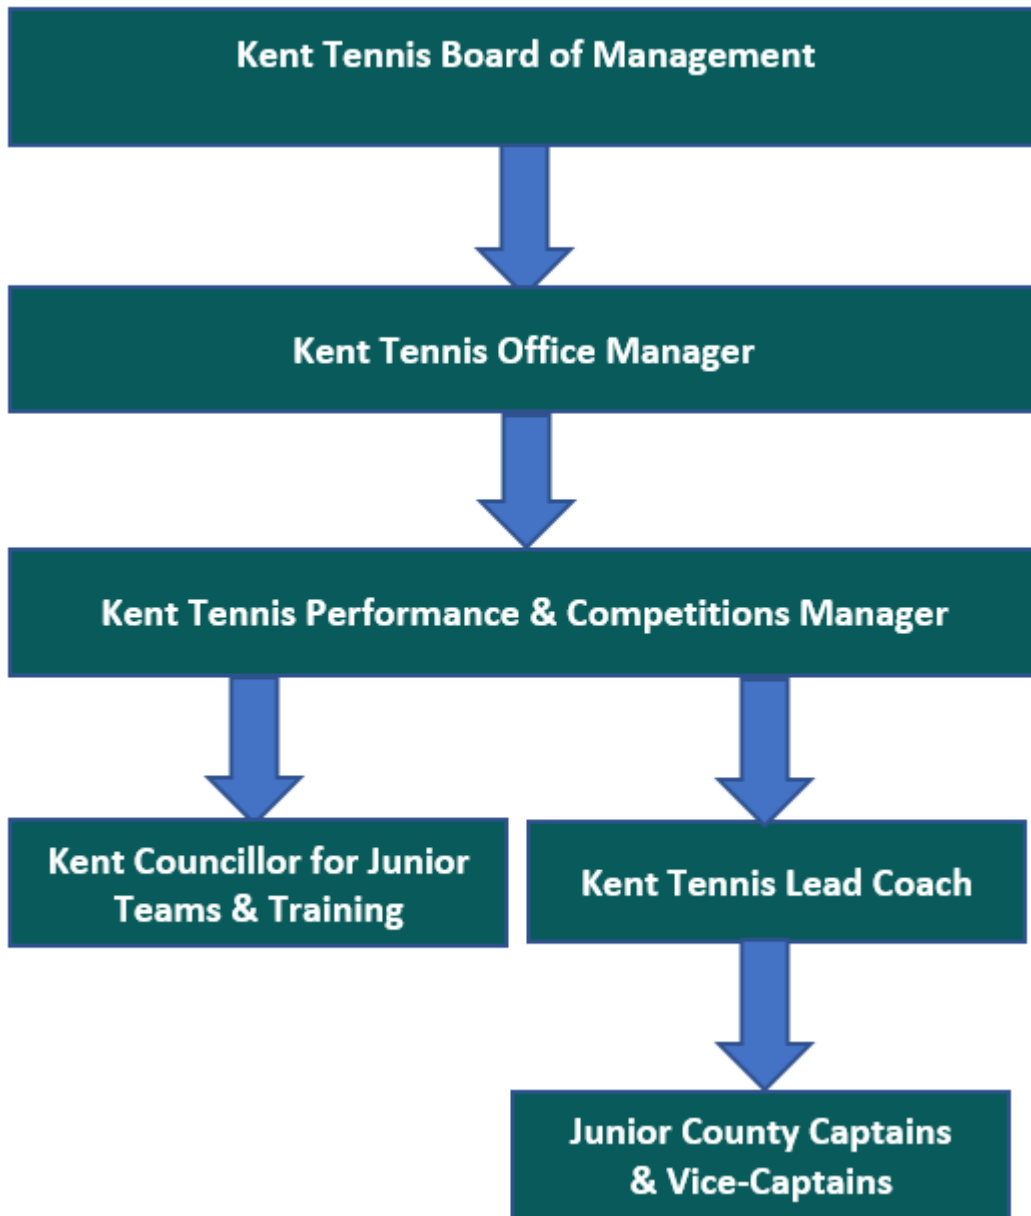 Kent Tennis Board of Management
Kent Tennis Office Manager
Kent Tennis Performance & Competitions Manager
Kent Councillor for Junior
Teams & Training
Kent Tennis Lead Coach
Junior County Captains
& Vice-Captains